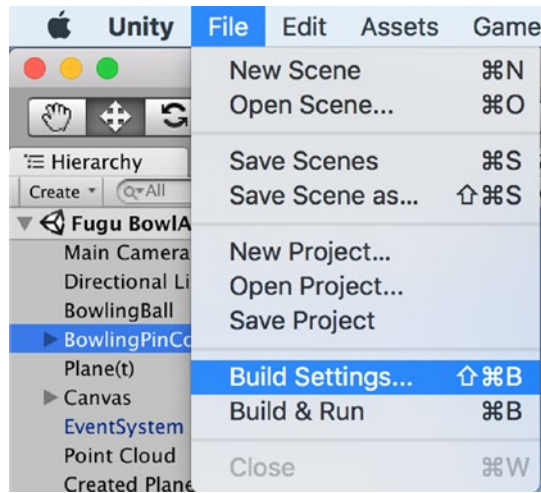 Unity File Edit Assets Game
New Scene ⌘N
Open Scene... ⌘O
Save Scenes ⌘S
Save Scene as... ⇧⌘S
New Project...
Open Project...
Save Project
Build Settings... ⇧⌘B
Build & Run ⌘B
Close ⌘W
Hierarchy
Create All
Fugu BowlA
Main Camera
Directional Li
BowlingBall
BowlingPinCo
Plane(t)
Canvas
EventSystem
Point Cloud
Created Plane